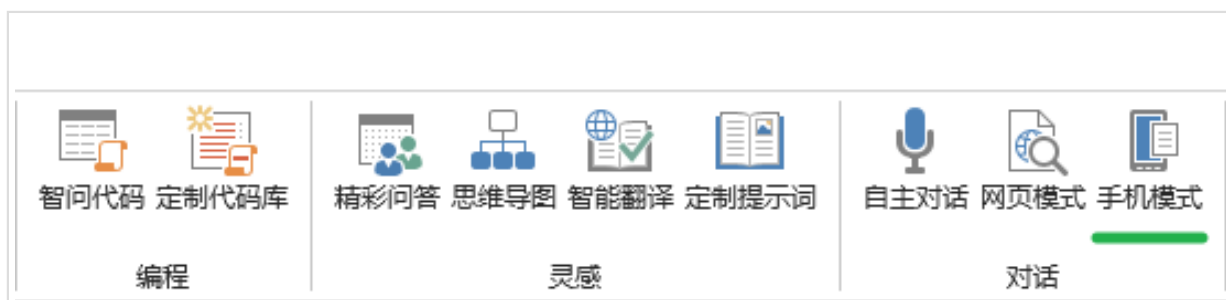 智问代码 定制代码库 精彩问答 思维导图 智能翻译 定制提示词 自主对话 网页模式 手机模式
编程 灵感 对话